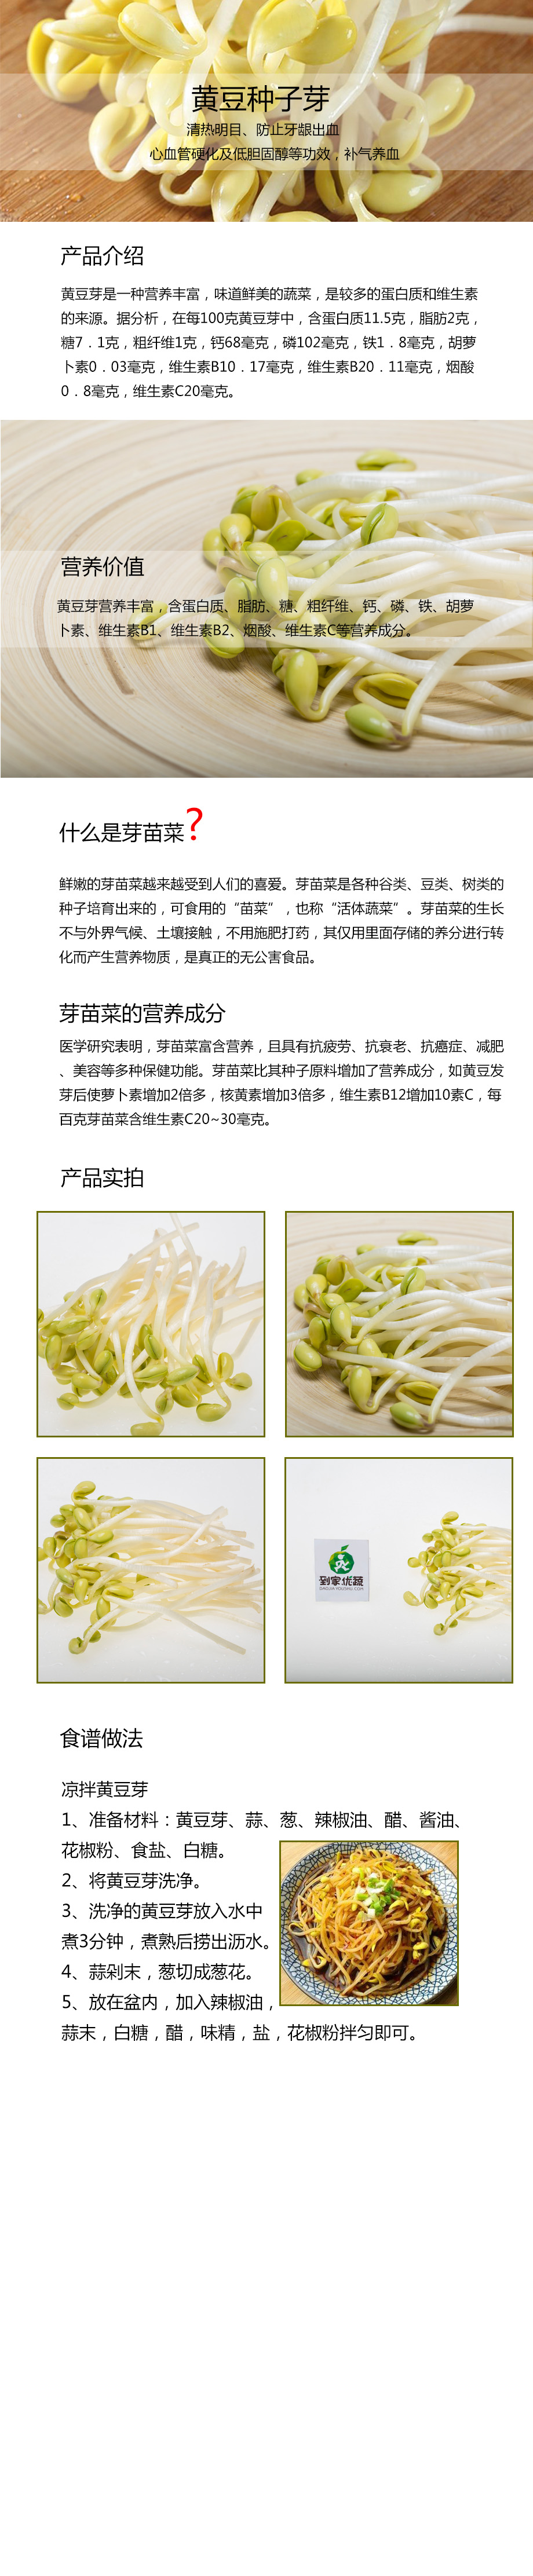 黄豆种子芽
清热明目、防止牙龈出血
心血管硬化及低胆固醇等功效，补气养血
产品介绍
黄豆芽是一种营养丰富，味道鲜美的蔬菜，是较多的蛋白质和维生素
的来源。据分析，在每100克黄豆芽中，含蛋白质11.5克，脂肪2克，
糖7．1克，粗纤维1克，钙68毫克，磷102毫克，铁1．8毫克，胡萝
卜素0．03毫克，维生素B10．17毫克，维生素B20．11毫克，烟酸
0．8毫克，维生素C20毫克。
营养价值
黄豆芽营养丰富，含蛋白质、脂肪、糖、粗纤维、钙、磷、铁、胡萝
卜素、维生素B1、维生素B2、烟酸、维生素C等营养成分。
什么是芽苗菜?
鲜嫩的芽苗菜越来越受到人们的喜爱。芽苗菜是各种谷类、豆类、树类的
种子培育出来的，可食用的“苗菜”，也称“活体蔬菜”。芽苗菜的生长
不与外界气候、土壤接触，不用施肥打药，其仅用里面存储的养分进行转
化而产生营养物质，是真正的无公害食品。
芽苗菜的营养成分
医学研究表明，芽苗菜富含营养，且具有抗疲劳、抗衰老、抗癌症、减肥
、美容等多种保健功能。芽苗菜比其种子原料增加了营养成分，如黄豆发
芽后使萝卜素增加2倍多，核黄素增加3倍多，维生素B12增加10素C，每
百克芽苗菜含维生素C20~30毫克。
产品实拍
到家优蔬
食谱做法
凉拌黄豆芽
1、准备材料：黄豆芽、蒜、葱、辣椒油、醋、酱油、
花椒粉、食盐、白糖。
2、将黄豆芽洗净。
3、洗净的黄豆芽放入水中
煮3分钟，煮熟后捞出沥水。
4、蒜剁末，葱切成葱花。
5、放在盆内，加入辣椒油，
蒜末，白糖，醋，味精，盐，花椒粉拌匀即可。